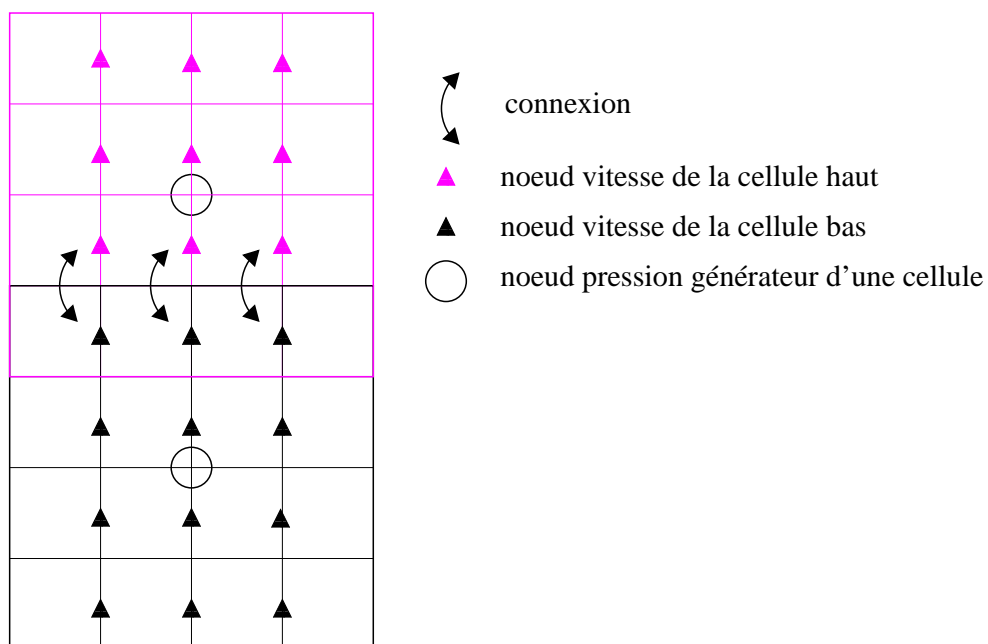 connexion
noeud vitesse de la cellule haut
noeud vitesse de la cellule bas
noeud pression générateur d’une cellule